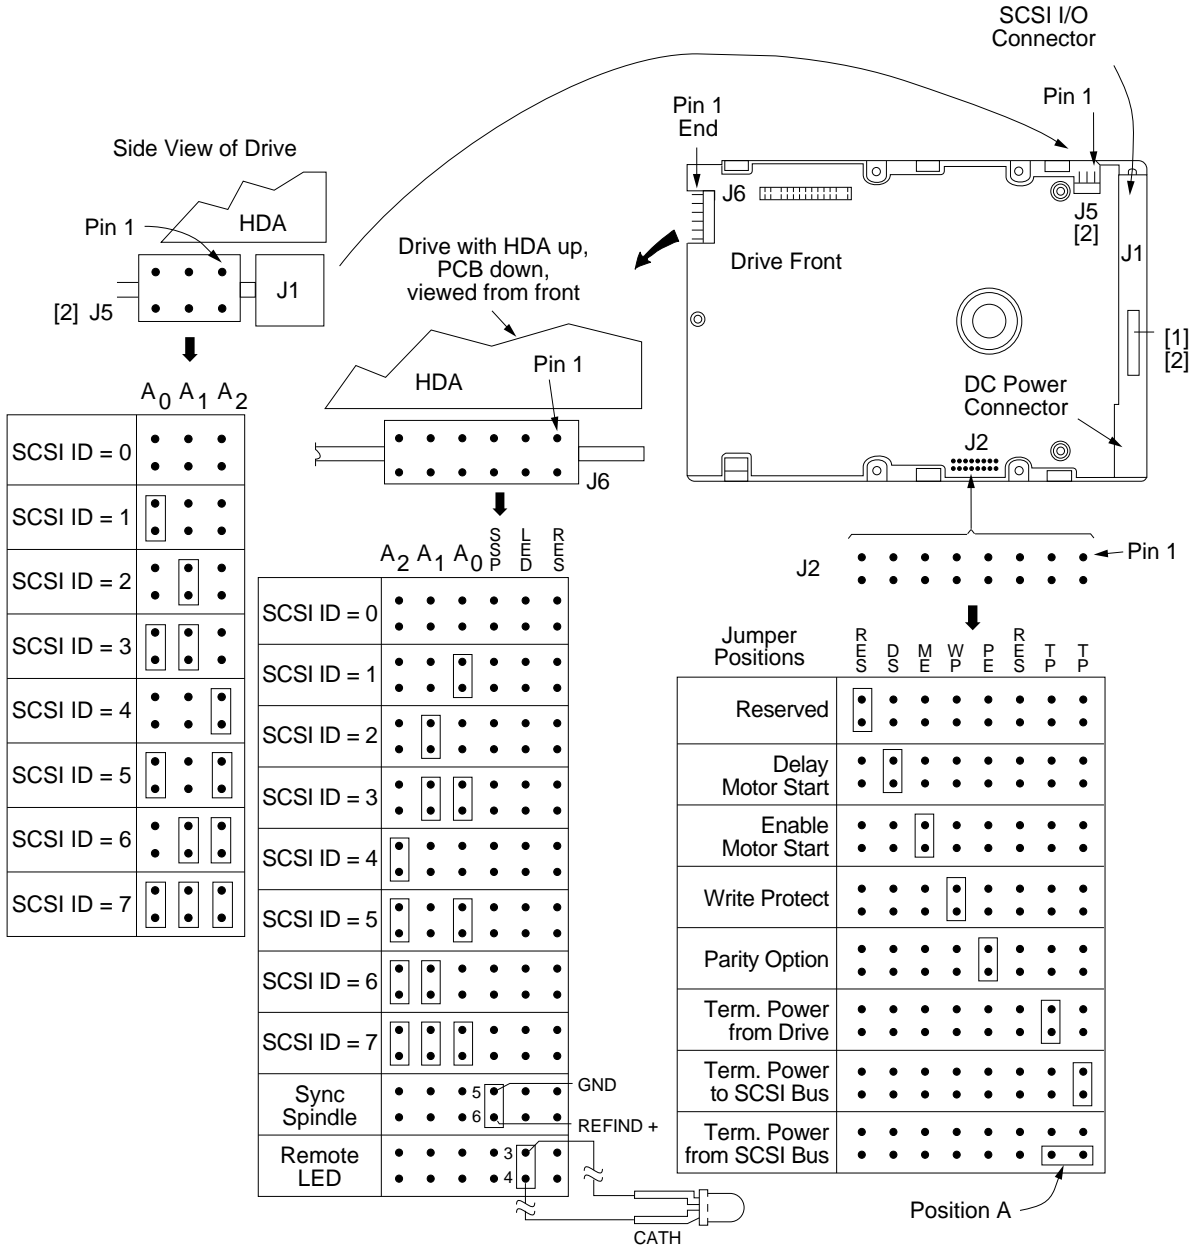 SCSI I/O
Connector
Pin 1
End
Pin 1
Side View of Drive
HDA
Pin 1
J1
[2] J5
J6
J5
[2]
J1
Drive Front
Drive with HDA up,
PCB down,
viewed from front
HDA
Pin 1
J6
[1]
[2]
DC Power
Connector
J2
J2
Pin 1
A0 A1 A2
SCSI ID = 0
SCSI ID = 1
SCSI ID = 2
SCSI ID = 3
SCSI ID = 4
SCSI ID = 5
SCSI ID = 6
SCSI ID = 7
A2 A1 A0 SSP LED RES
SCSI ID = 0
SCSI ID = 1
SCSI ID = 2
SCSI ID = 3
SCSI ID = 4
SCSI ID = 5
SCSI ID = 6
SCSI ID = 7
Sync
Spindle
5
6
GND
REFIND +
Remote
LED
3
4
CATH
Jumper
Positions
RES DS ME WP PE RES TP TP
Reserved
Delay
Motor Start
Enable
Motor Start
Write Protect
Parity Option
Term. Power
from Drive
Term. Power
to SCSI Bus
Term. Power
from SCSI Bus
Position A